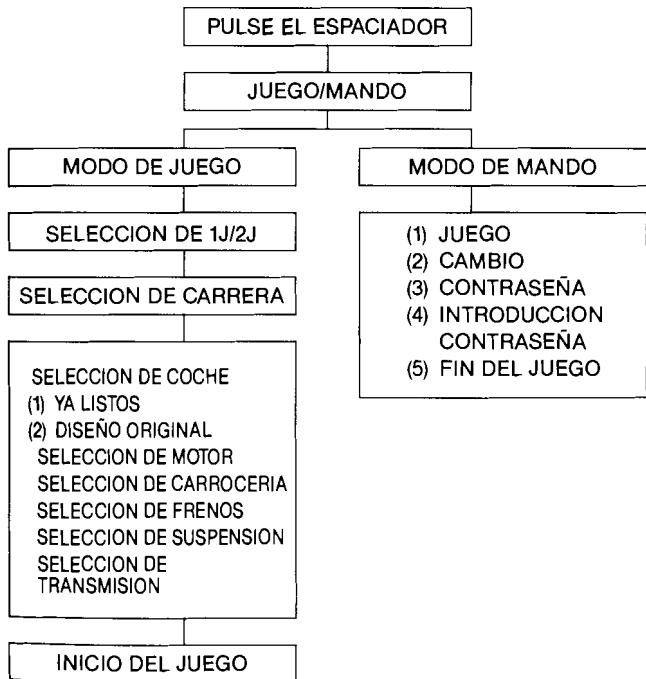 PULSE EL ESPACIADOR
JUEGO/MANDO
MODO DE JUEGO
SELECCION DE 1J/2J
SELECCION DE CARRERA
SELECCION DE COCHE
(1) YA LISTOS
(2) DISEÑO ORIGINAL
SELECCION DE MOTOR
SELECCION DE CARROCERIA
SELECCION DE FRENOS
SELECCION DE SUSPENSION
SELECCION DE
TRANSMISION
INICIO DEL JUEGO
MODO DE MANDO
(1) JUEGO
(2) CAMBIO
(3) CONTRASEÑA
(4) INTRODUCCION
CONTRASEÑA
(5) FIN DEL JUEGO